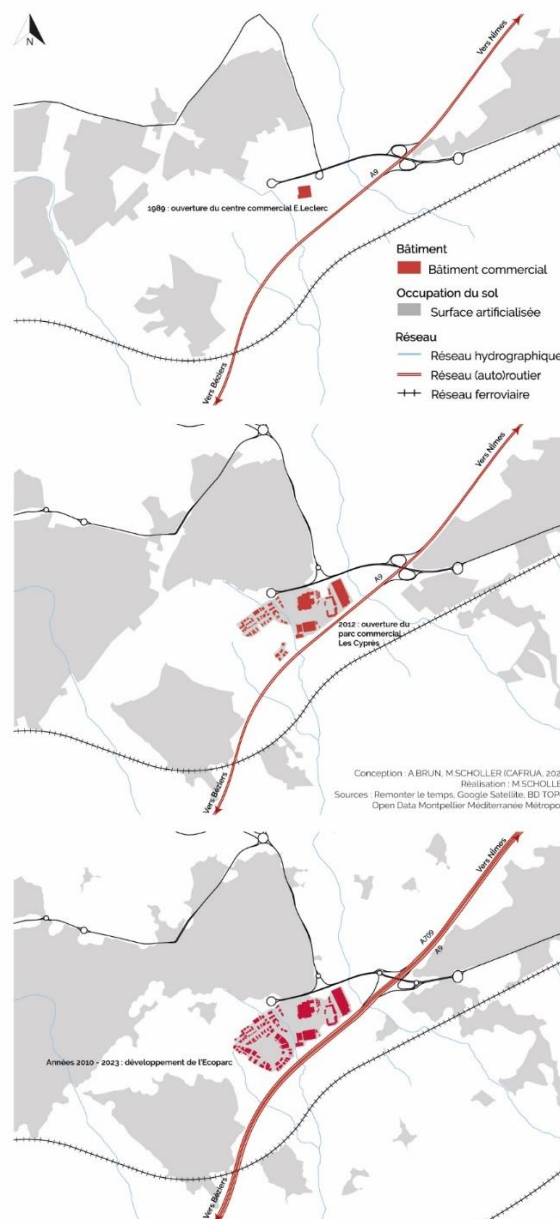 N
Vers Nîmes
A9
1989 : ouverture du centre commercial E.Leclerc
Vers Béziers
Bâtiment
Bâtiment commercial
Occupation du sol
Surface artificialisée
Réseau
Réseau hydrographique
Réseau (auto)routier
Réseau ferroviaire
Vers Nîmes
A9
2012 : ouverture du
parc commercial
Les Cyprès
Vers Béziers
Conception : A.BRUN, M.SCHOLLER (CAFRUA, 202
Réalisation : M.SCHOLLE
Sources : Remonter le temps, Google Satellite, BD TOP
Open Data Montpellier Méditerranée Métropo
Vers Nîmes
A709
A9
Années 2010 - 2023 : développement de l'Ecoparc
Vers Béziers